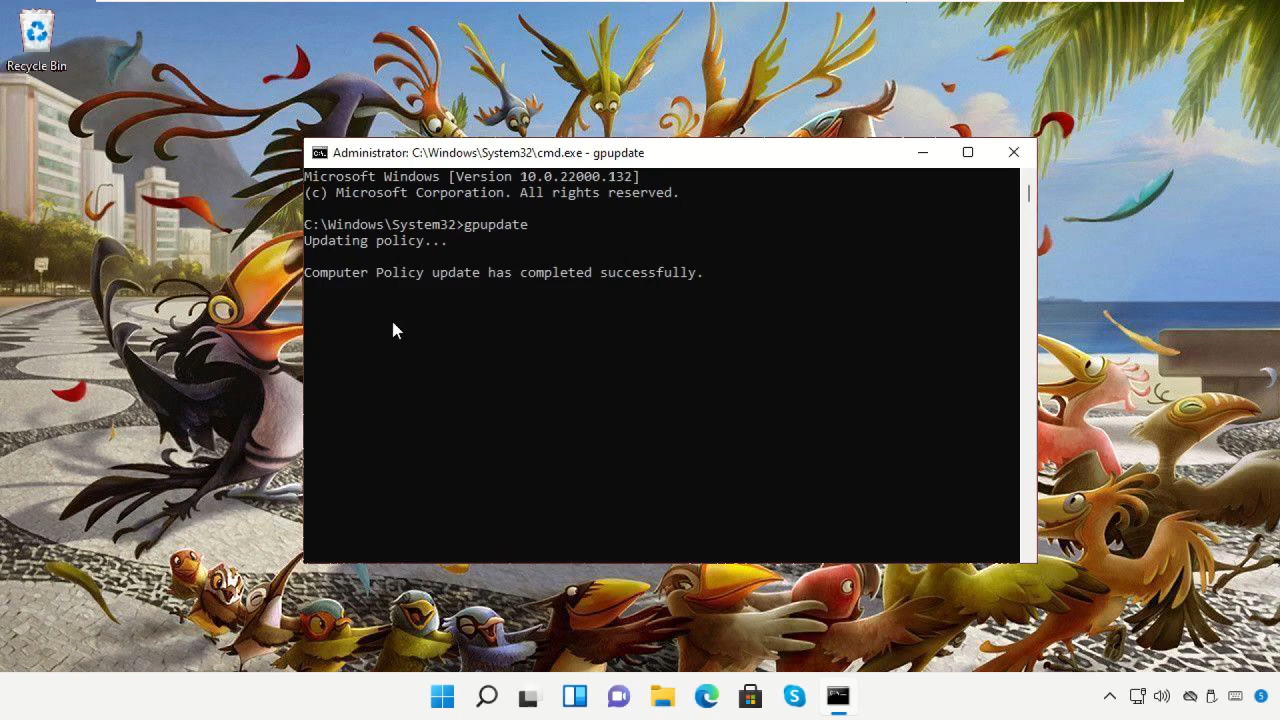 Recycle Bin
Administrator: C:\Windows\System32\cmd.exe - gpupdate
Microsoft Windows [Version 10.0.22000.132]
(c) Microsoft Corporation. All rights reserved.
C:\Windows\System32>gpupdate
Updating policy...
Computer Policy update has completed successfully.
5